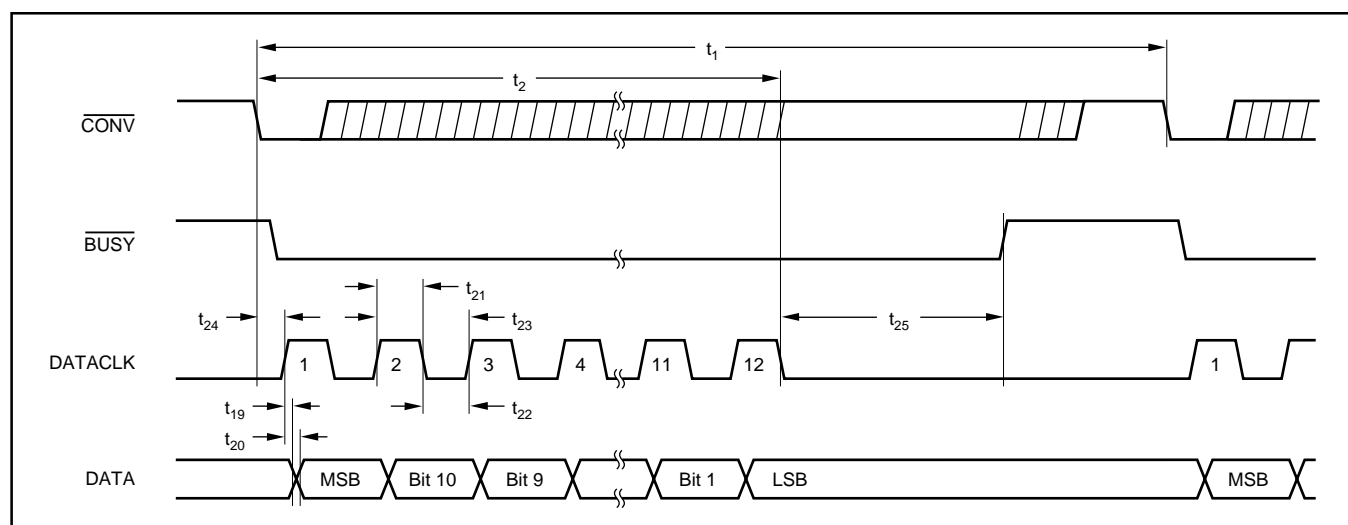 t1
t2
CONV
BUSY
t21
t24
t23
t25
DATACLK
1 2 3 4 11 12 1
t19
t22
t20
DATA
MSB Bit 10 Bit 9 Bit 1 LSB MSB